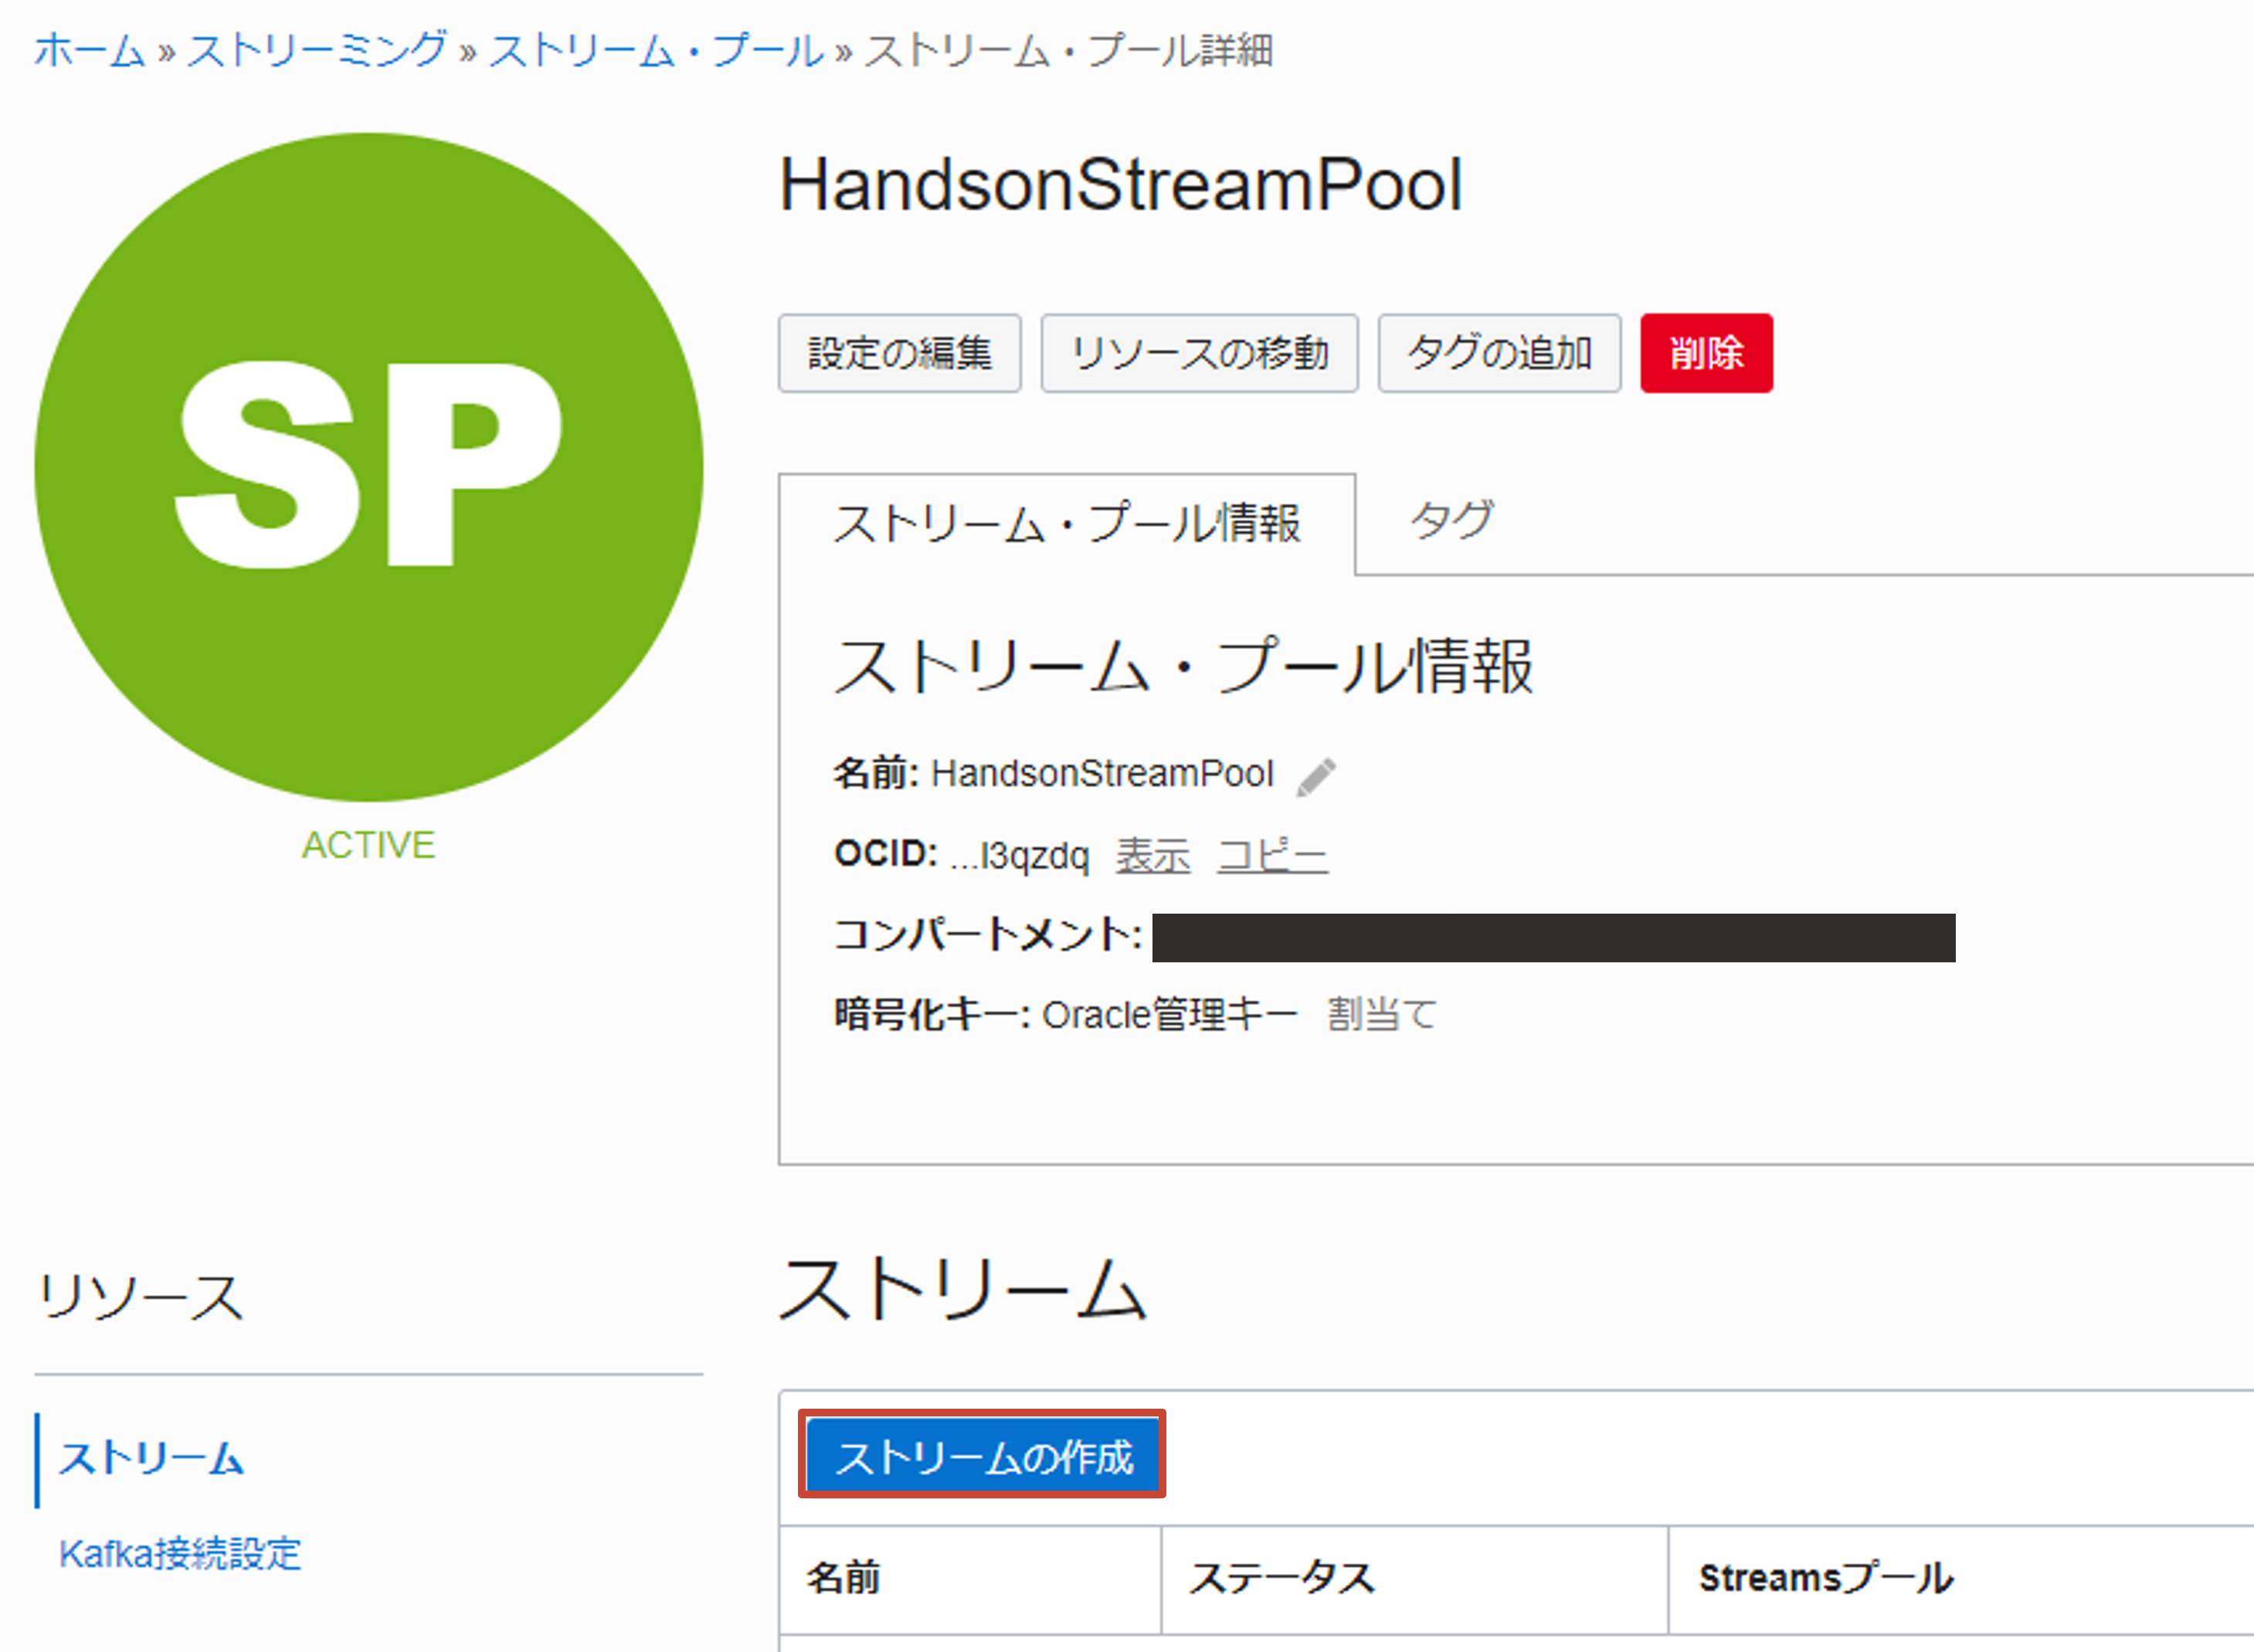 ホーム » ストリーミング » ストリーム・プール » ストリーム・プール詳細
SP
ACTIVE
HandsonStreamPool
設定の編集 リソースの移動 タグの追加 削除
ストリーム・プール情報 タグ
ストリーム・プール情報
名前: HandsonStreamPool
OCID: ...l3qzdq 表示 コピー
コンパートメント:
暗号化キー: Oracle管理キー 割当て
リソース
ストリーム
Kafka接続設定
ストリーム
ストリームの作成
名前 ステータス Streamsプール